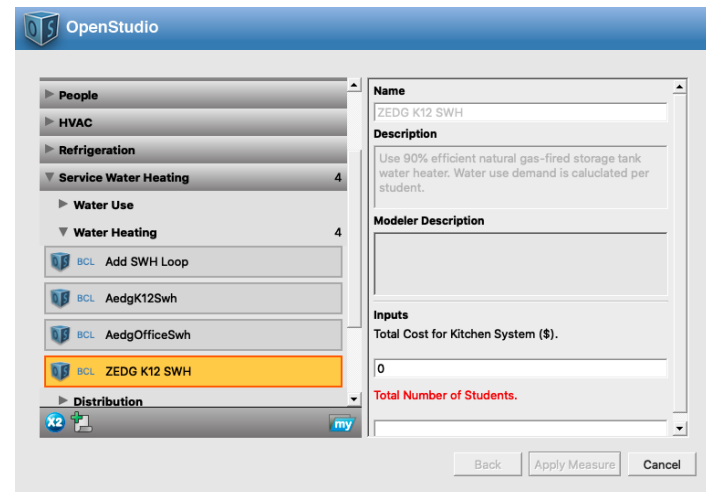 OS OpenStudio
People
HVAC
Refrigeration
Service Water Heating 4
Water Use
Water Heating 4
BCL Add SWH Loop
BCL AedgK12Swh
BCL AedgOfficeSwh
BCL ZEDG K12 SWH
Distribution
x2
my
Name
ZEDG K12 SWH
Description
Use 90% efficient natural gas-fired storage tank
water heater. Water use demand is caluclated per
student.
Modeler Description
Inputs
Total Cost for Kitchen System ($).
0
Total Number of Students.
Back Apply Measure Cancel